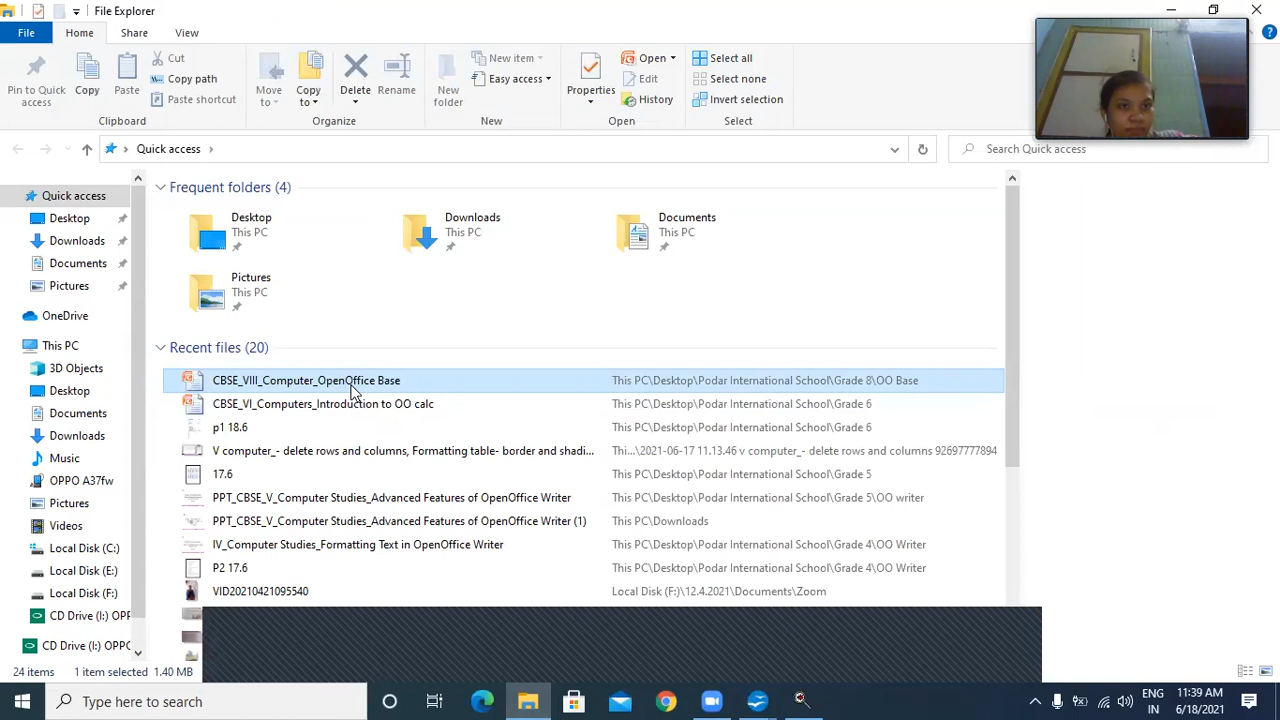 File Explorer
File Home Share View
Pin to Quick access
Copy
Paste
Cut
Copy path
Paste shortcut
Clipboard
Move to
Copy to
Delete
Rename
Organize
New folder
New item
Easy access
New
Properties
Open
Edit
History
Open
Select all
Select none
Invert selection
Select
Quick access
Search Quick access
Quick access
Desktop
Downloads
Documents
Pictures
OneDrive
This PC
3D Objects
Desktop
Documents
Downloads
Music
OPPO A37fw
Pictures
Videos
Local Disk (C:)
Local Disk (E:)
Local Disk (F:)
CD Drive (I:) OPPO
CD Drive (I:) OPPO
Frequent folders (4)
Desktop
This PC
Downloads
This PC
Documents
This PC
Pictures
This PC
Recent files (20)
CBSE_VIII_Computer_OpenOffice Base This PC\Desktop\Podar International School\Grade 8\OO Base
CBSE_VI_Computers_Introduction to OO calc This PC\Desktop\Podar International School\Grade 6
p1 18.6 This PC\Desktop\Podar International School\Grade 6
V computer_- delete rows and columns, Formatting table- border and shadi... Thi...\2021-06-17 11.13.46 v computer_- delete rows and columns 92697777894
17.6 This PC\Desktop\Podar International School\Grade 5
PPT_CBSE_V_Computer Studies_Advanced Features of OpenOffice Writer This PC\Desktop\Podar International School\Grade 5\OO writer
PPT_CBSE_V_Computer Studies_Advanced Features of OpenOffice Writer (1) This PC\Downloads
IV_Computer Studies_Formatting Text in OpenOffice Writer This PC\Desktop\Podar International School\Grade 4\OO Writer
P2 17.6 This PC\Desktop\Podar International School\Grade 4\OO Writer
VID20210421095540 Local Disk (F:)\12.4.2021\Documents\Zoom
24 items 1 item selected 1.40 MB
Type here to search
ENG
IN
11:39 AM
6/18/2021